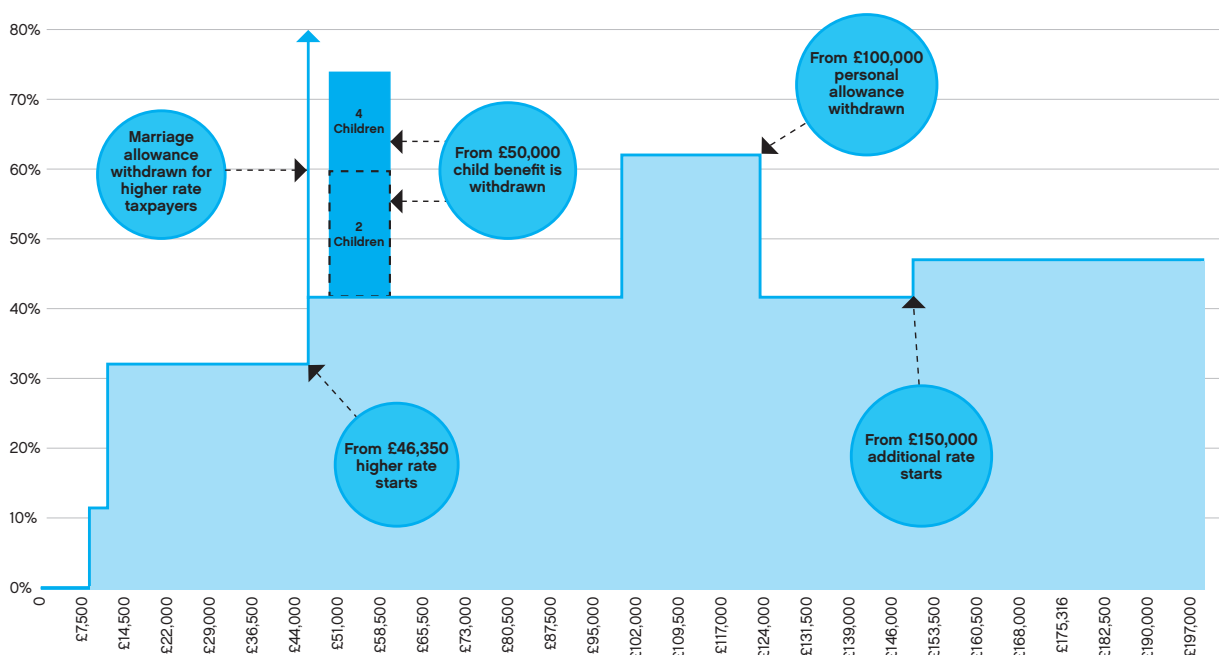 80%
70%
60%
50%
40%
30%
20%
10%
0%
Marriage
allowance
withdrawn for
higher rate
taxpayers
4
Children
2
Children
From £50,000
child benefit is
withdrawn
From £100,000
personal
allowance
withdrawn
From £46,350
higher rate
starts
From £150,000
additional rate
starts
0
£7,500
£14,500
£22,000
£29,000
£36,500
£44,000
£51,000
£58,500
£65,500
£73,000
£80,500
£87,500
£95,000
£102,000
£109,500
£117,000
£124,000
£131,500
£139,000
£146,000
£153,500
£160,500
£168,000
£175,316
£182,500
£190,000
£197,000